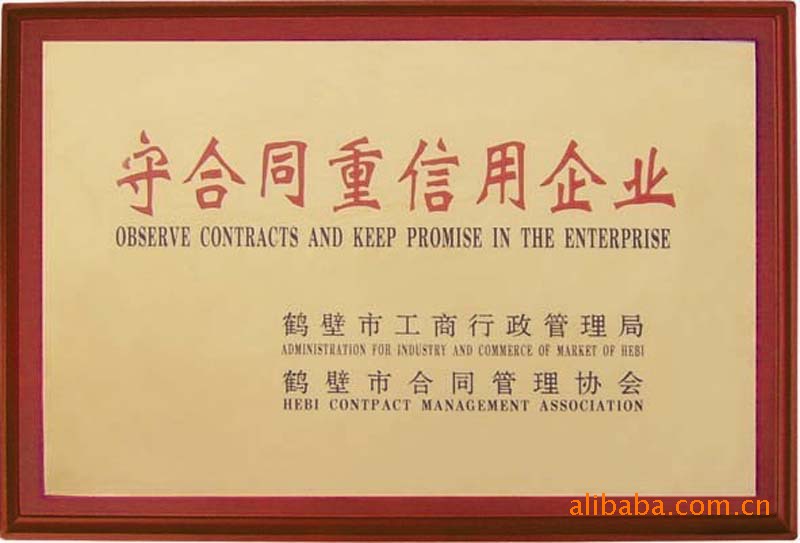 守合同重信用企业
OBSERVE CONTRACTS AND KEEP PROMISE IN THE ENTERPRISE
鹤壁市工商行政管理局
ADMINISTRATION FOR INDUSTRY AND COMMERCE OF MARKET OF HEBI
鹤壁市合同管理协会
HEBI CONTPACT MANAGEMENT ASSOCIATION
alibaba.com.cn